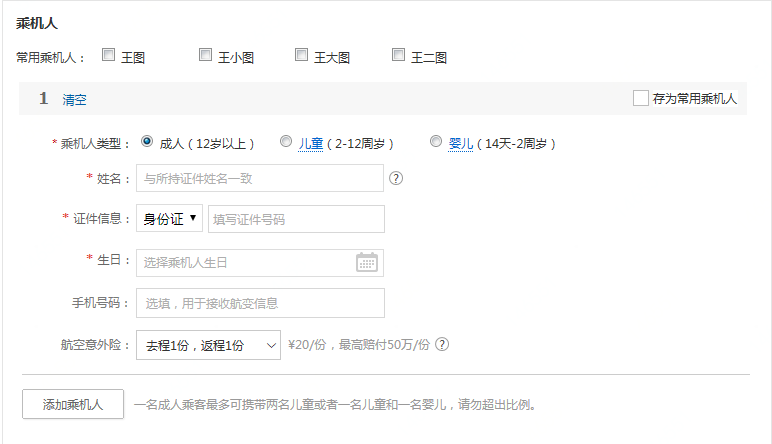 乘机人
常用乘机人： 王图 王小图 王大图 王二图
1 清空 存为常用乘机人
* 乘机人类型： 成人（12岁以上） 儿童（2-12周岁） 婴儿（14天-2周岁）
* 姓名： 与所持证件姓名一致 ?
* 证件信息： 身份证 填写证件号码
* 生日： 选择乘机人生日
手机号码： 选填，用于接收航变信息
航空意外险： 去程1份，返程1份 ¥20/份，最高赔付50万/份 ?
添加乘机人 一名成人乘客最多可携带两名儿童或者一名儿童和一名婴儿，请勿超出比例。